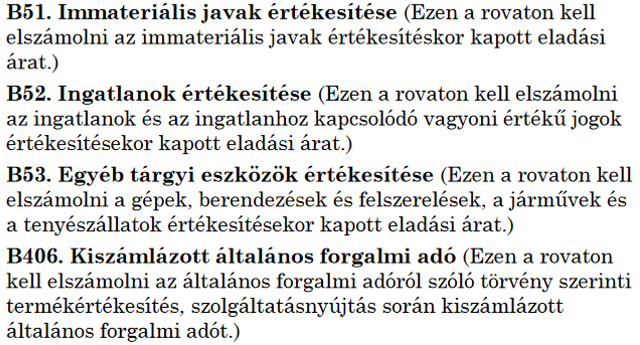 B51. Immateriális javak értékesítése (Ezen a rovaton kell
elszámolni az immateriális javak értékesítéskor kapott eladási
árat.)
B52. Ingatlanok értékesítése (Ezen a rovaton kell elszámolni
az ingatlanok és az ingatlanhoz kapcsolódó vagyoni értékű jogok
értékesítésekor kapott eladási árat.)
B53. Egyéb tárgyi eszközök értékesítése (Ezen a rovaton kell
elszámolni a gépek, berendezések és felszerelések, a járművek és
a tenyészállatok értékesítésekor kapott eladási árat.)
B406. Kiszámlázott általános forgalmi adó (Ezen a rovaton
kell elszámolni az általános forgalmi adóról szóló törvény szerinti
termékértékesítés, szolgáltatásnyújtás során kiszámlázott
általános forgalmi adót.)